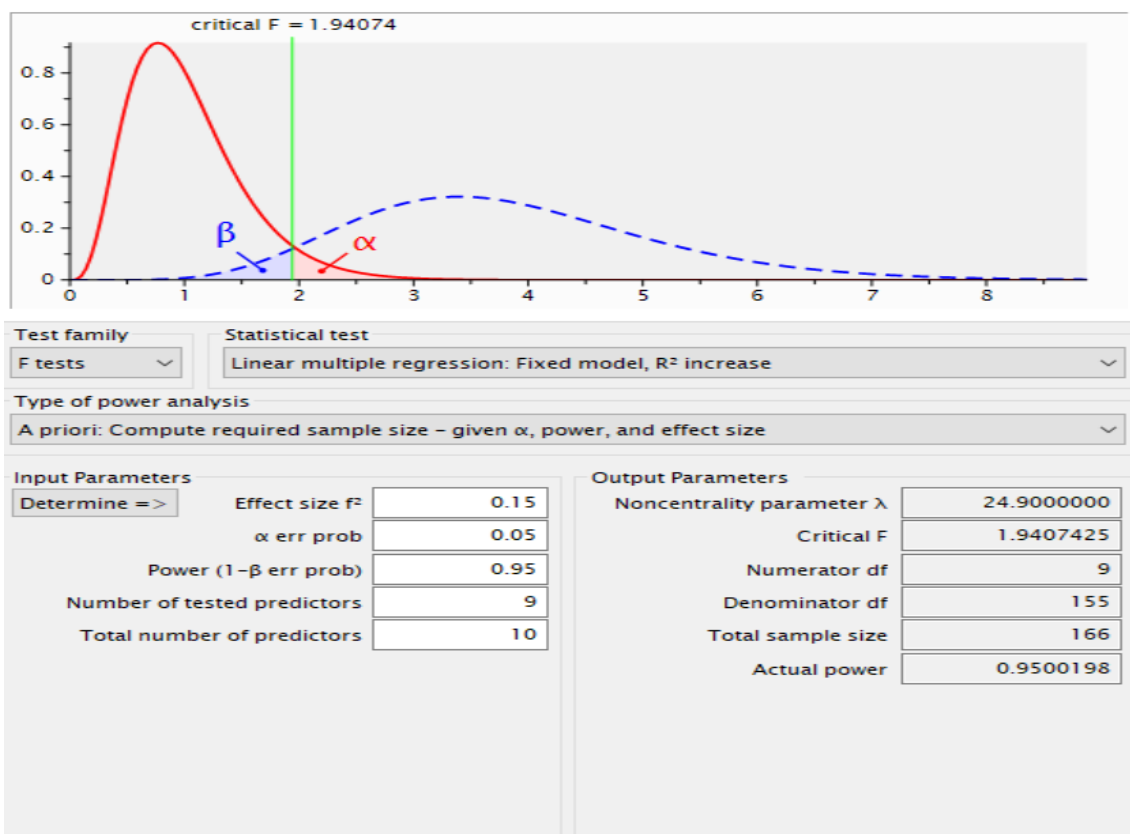 critical F = 1.94074
0.8
0.6
0.4
0.2
0
β
α
0 1 2 3 4 5 6 7 8
Test family
Statistical test
F tests
Linear multiple regression: Fixed model, R² increase
Type of power analysis
A priori: Compute required sample size – given α, power, and effect size
Input Parameters
Output Parameters
Determine => Effect size f² 0.15
Noncentrality parameter λ 24.9000000
α err prob 0.05
Critical F 1.9407425
Power (1–β err prob) 0.95
Numerator df 9
Number of tested predictors 9
Denominator df 155
Total number of predictors 10
Total sample size 166
Actual power 0.9500198